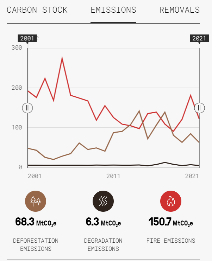 CARBON STOCK EMISSIONS REMOVALS
2001 2021
300
200
100
0
2001 2011 2021
68.3 MtCO₂e 6.3 MtCO₂e 150.7 MtCO₂e
DEFORESTATION DEGRADATION FIRE EMISSIONS
EMISSIONS EMISSIONS